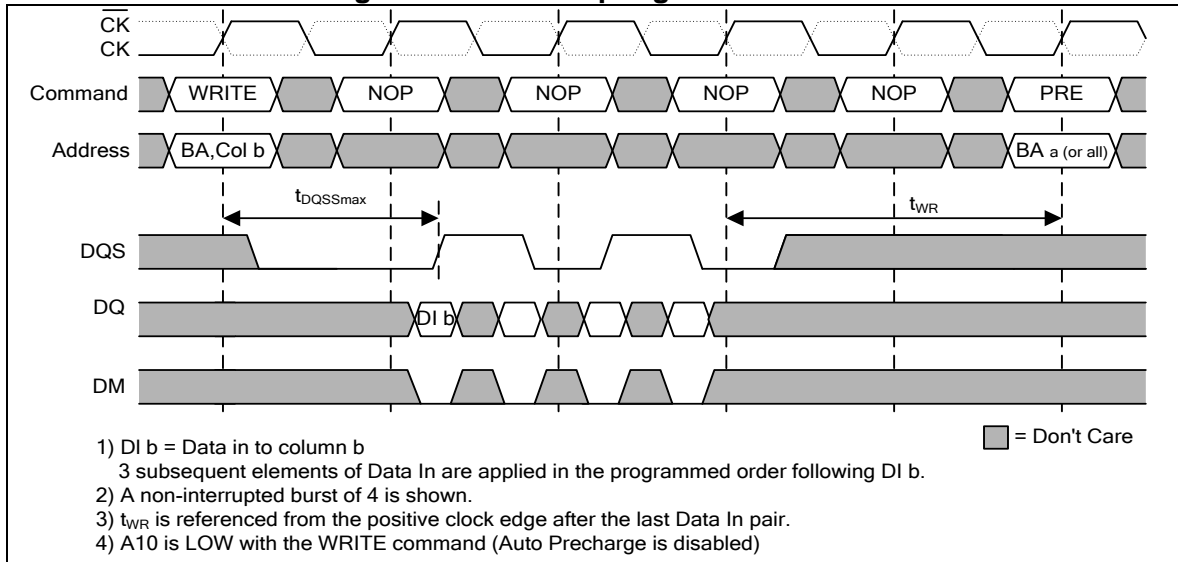 CK
CK
Command WRITE NOP NOP NOP NOP PRE
Address BA,Col b BA a (or all)
tDQSSmax tWR
DQS
DQ DI b
DM
1) DI b = Data in to column b
3 subsequent elements of Data In are applied in the programmed order following DI b.
= Don't Care
2) A non-interrupted burst of 4 is shown.
3) tWR is referenced from the positive clock edge after the last Data In pair.
4) A10 is LOW with the WRITE command (Auto Precharge is disabled)